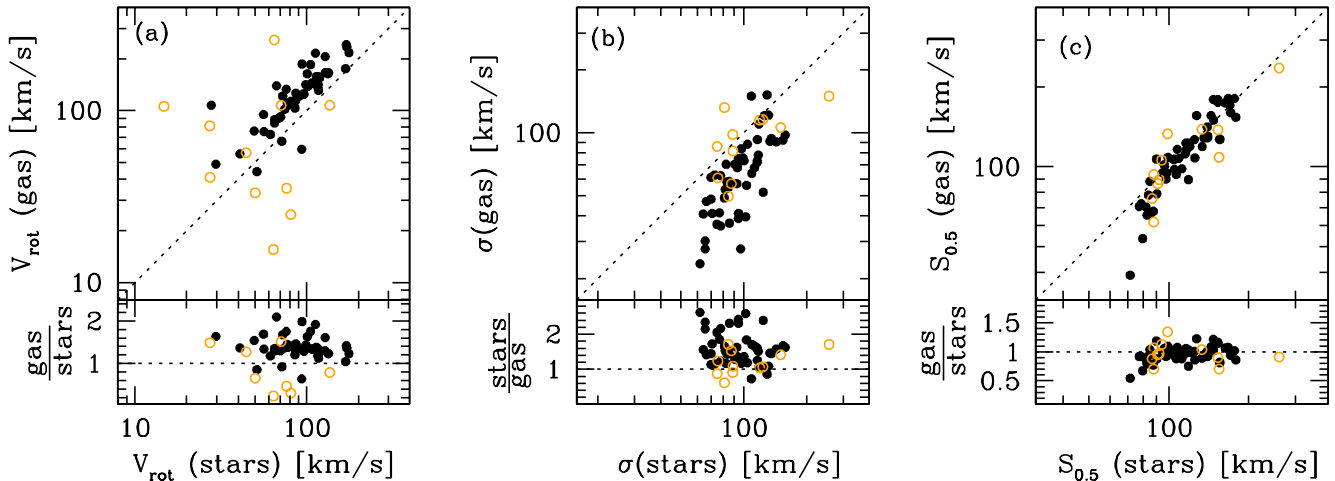 (a)
V_rot (gas) [km/s]
100
10
gas
stars
2
1
10 100
V_rot (stars) [km/s]
(b)
σ(gas) [km/s]
100
stars
gas
2
1
100
σ(stars) [km/s]
(c)
S_0.5 (gas) [km/s]
100
gas
stars
1.5
1
0.5
100
S_0.5 (stars) [km/s]